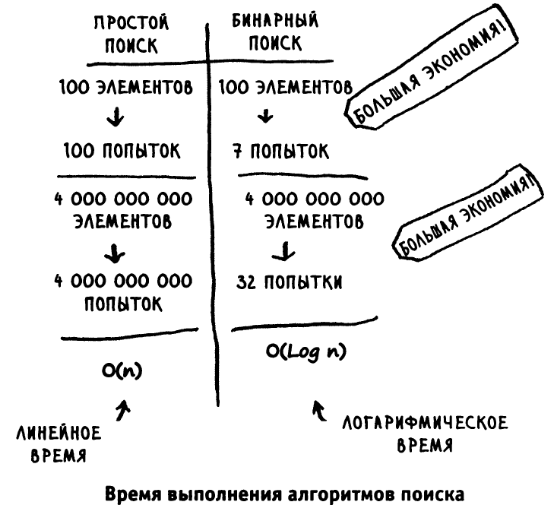 ПРОСТОЙ
ПОИСК
БИНАРНЫЙ
ПОИСК
100 ЭЛЕМЕНТОВ
100 ЭЛЕМЕНТОВ
БОЛЬШАЯ ЭКОНОМИЯ!
100 ПОПЫТОК
7 ПОПЫТОК
4 000 000 000
ЭЛЕМЕНТОВ
4 000 000 000
ЭЛЕМЕНТОВ
БОЛЬШАЯ ЭКОНОМИЯ!
4 000 000 000
ПОПЫТОК
32 ПОПЫТКИ
O(n)
O(Log n)
ЛИНЕЙНОЕ
ВРЕМЯ
ЛОГАРИФМИЧЕСКОЕ
ВРЕМЯ
Время выполнения алгоритмов поиска